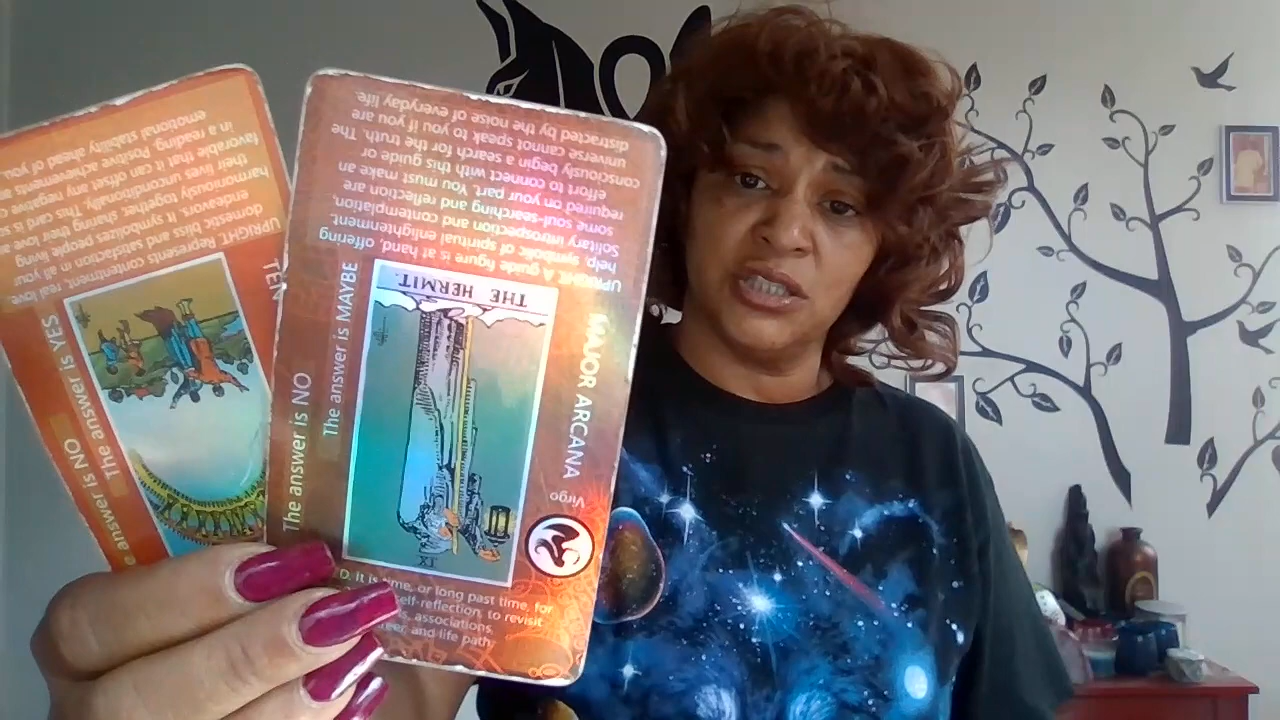 TEN
UPRIGHT Represents contentment, real love
domestic bliss and satisfaction in all your
endeavors. It symbolizes people living
harmoniously together sharing their love
their lives unconditionally. This card is
favorable that it can offset any negative
in a reading. Positive achievements
emotional stability ahead of you
The answer is YES
answer is NO
MAJOR ARCANA
Virgo
IX
THE HERMIT.
The answer is MAYBE
The answer is NO
UPRIGHT A guide figure is at hand, offering
help, symbolic of spiritual enlightenment.
Solitary introspection and contemplation,
some soul-searching and reflection are
required on your part. You must make an
effort to connect with this guide or
consciously begin a search for the truth. The
universe cannot speak to you if you are
distracted by the noise of everyday life.
D. It is time, or long past time, for
self-reflection, to revisit
associations,
and life path